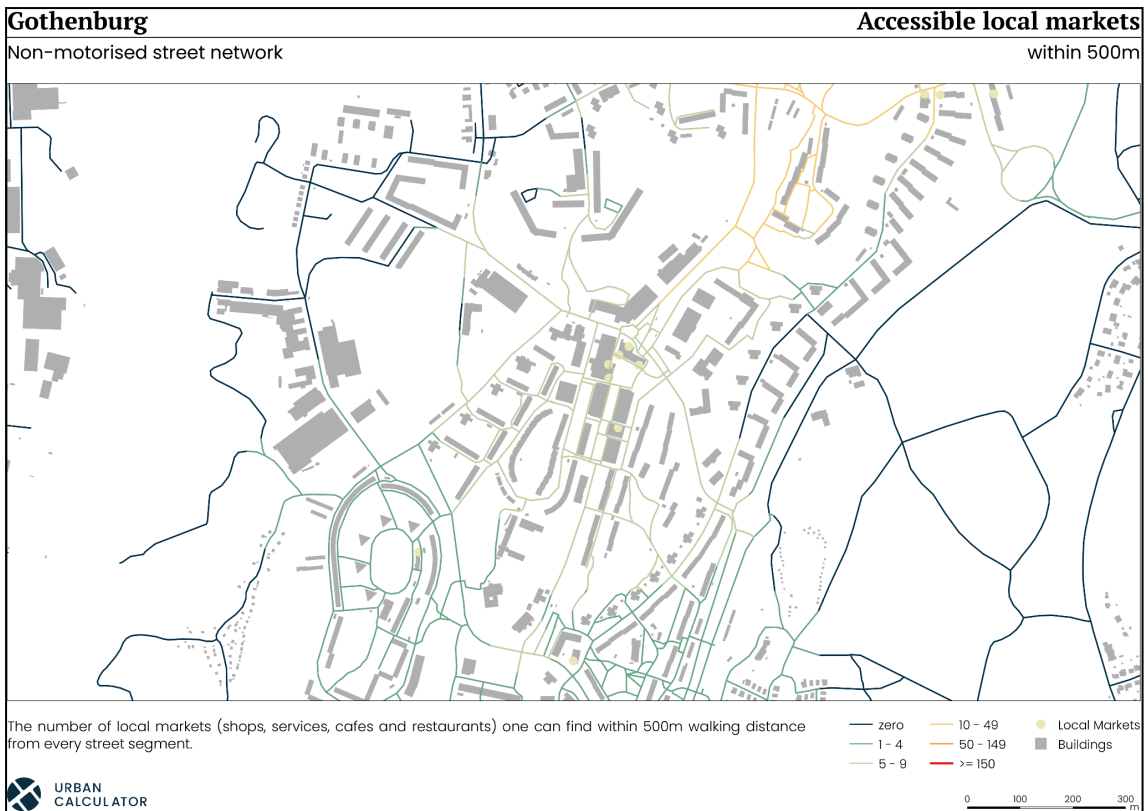 Gothenburg
Accessible local markets
Non-motorised street network
within 500m
The number of local markets (shops, services, cafes and restaurants) one can find within 500m walking distance
from every street segment.
zero
1 - 4
5 - 9
10 - 49
50 - 149
>= 150
Local Markets
Buildings
URBAN
CALCULATOR
0 100 200 300
m